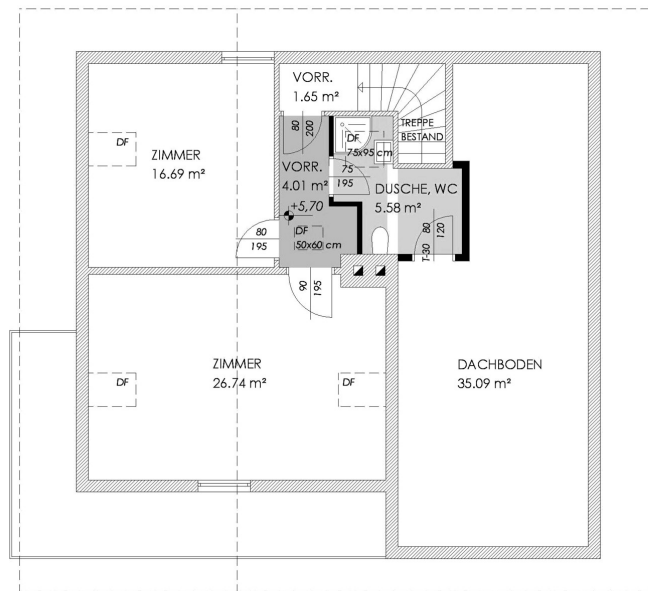 VORR.
1.65 m²
TREPPE
BESTAND
DF
ZIMMER
16.69 m²
80
200
DF
75x95 cm
VORR.
4.01 m²
75
195
DUSCHE, WC
5.58 m²
+5,70
DF
50x60 cm
80
195
T-30
80
120
90
195
ZIMMER
26.74 m²
DF
DF
DACHBODEN
35.09 m²